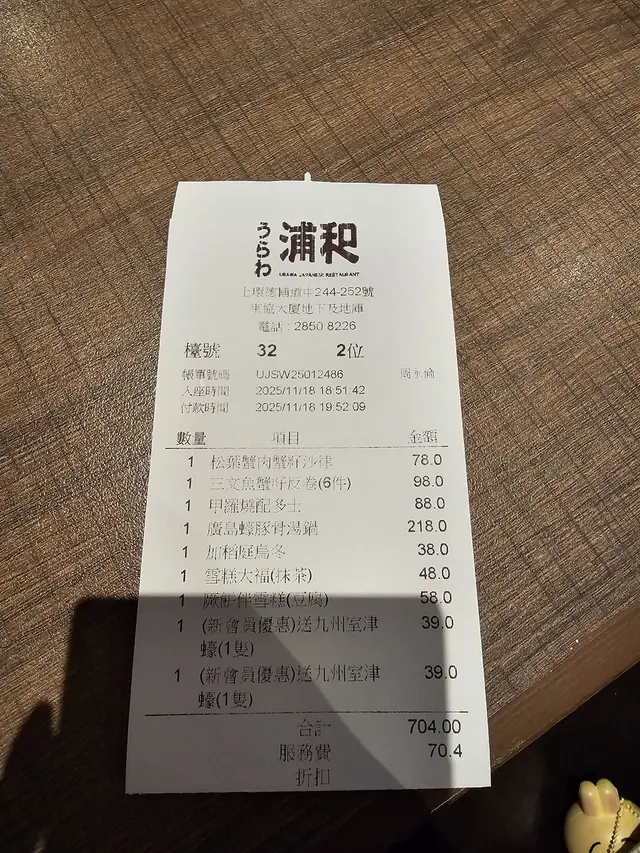 うらわ 浦和
URAWA JAPANESE RESTAURANT
上環德輔道中244-252號
東協大廈地下及地庫
電話：2850 8226
檯號 32 2位
帳單號碼 UJSW25012486 周永倫
入座時間 2025/11/18 18:51:42
付款時間 2025/11/18 19:52:09
數量 項目 金額
1 松葉蟹肉蟹籽沙律 78.0
1 三文魚蟹籽反卷(6件) 98.0
1 甲羅燒配多士 88.0
1 廣島蠔豚骨湯鍋 218.0
1 加稻庭烏冬 38.0
1 雪糕大福(抹茶) 48.0
1 蕨餅伴雪糕(豆腐) 58.0
1 (新會員優惠)送九州室津 39.0
蠔(1隻)
1 (新會員優惠)送九州室津 39.0
蠔(1隻)
合計 704.00
服務費 70.4
折扣